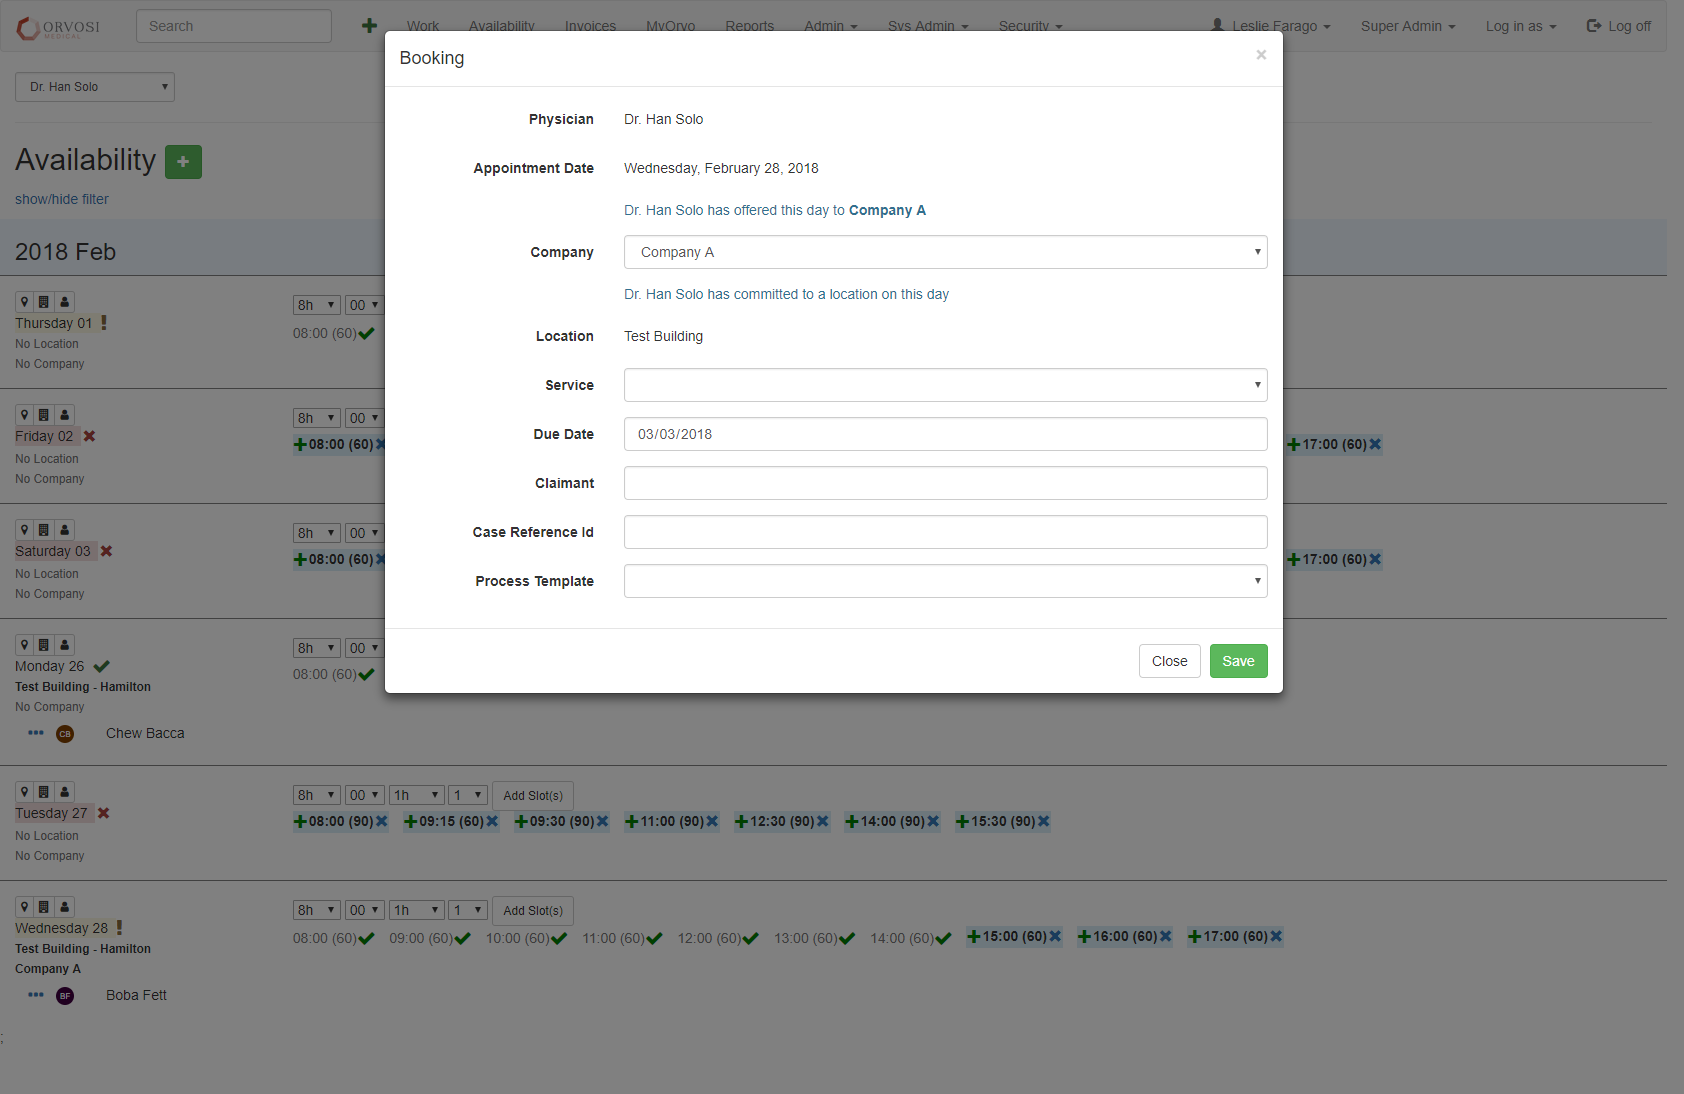 ORVOSI
MEDICAL
Search
Work Availability Invoices MyOrvo Reports Admin Sys Admin Security Leslie Farago Super Admin Log in as Log off
Dr. Han Solo
Availability
show/hide filter
2018 Feb
Thursday 01
No Location
No Company
8h 00
08:00 (60)
Friday 02
No Location
No Company
8h 00
08:00 (60)
17:00 (60)
Saturday 03
No Location
No Company
8h 00
08:00 (60)
17:00 (60)
Monday 26
Test Building - Hamilton
No Company
CB Chew Bacca
8h 00
08:00 (60)
Tuesday 27
No Location
No Company
8h 00 1h 1 Add Slot(s)
08:00 (90) 09:15 (60) 09:30 (90) 11:00 (90) 12:30 (90) 14:00 (90) 15:30 (90)
Wednesday 28
Test Building - Hamilton
Company A
BF Boba Fett
8h 00 1h 1 Add Slot(s)
08:00 (60) 09:00 (60) 10:00 (60) 11:00 (60) 12:00 (60) 13:00 (60) 14:00 (60) 15:00 (60) 16:00 (60) 17:00 (60)
;
Booking ×
Physician Dr. Han Solo
Appointment Date Wednesday, February 28, 2018
Dr. Han Solo has offered this day to Company A
Company Company A
Dr. Han Solo has committed to a location on this day
Location Test Building
Service
Due Date 03/03/2018
Claimant
Case Reference Id
Process Template
Close Save